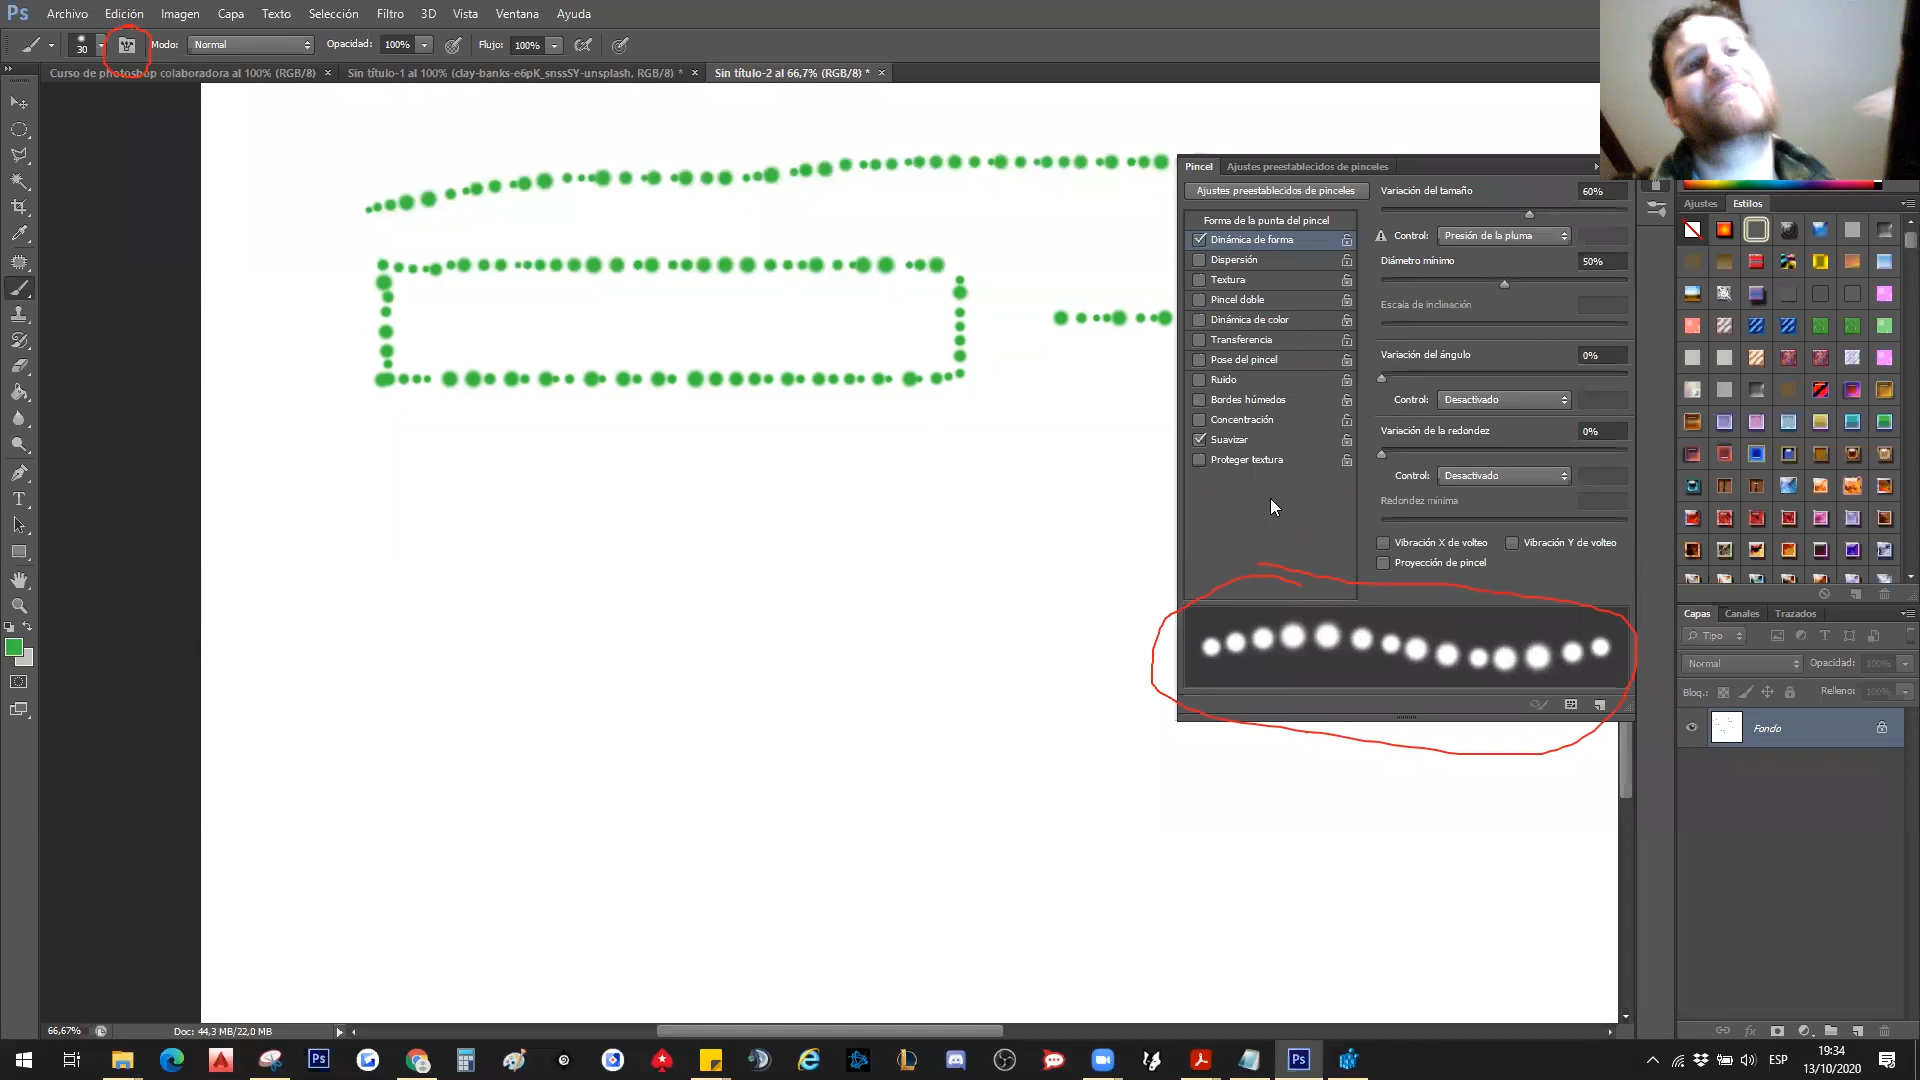 Ps Archivo Edición Imagen Capa Texto Selección Filtro 3D Vista Ventana Ayuda
30 Modo: Normal Opacidad: 100% Flujo: 100%
Curso de photoshop colaboradora al 100% (RGB/8) × Sin título-1 al 100% (clay-banks-e6pK_snssSY-unsplash, RGB/8) * × Sin título-2 al 66,7% (RGB/8) * ×
Pincel Ajustes preestablecidos de pinceles
Ajustes preestablecidos de pinceles
Forma de la punta del pincel
Dinámica de forma
Dispersión
Textura
Pincel doble
Dinámica de color
Transferencia
Pose del pincel
Ruido
Bordes húmedos
Concentración
Suavizar
Proteger textura
Variación del tamaño 60%
Control: Presión de la pluma
Diámetro mínimo 50%
Escala de inclinación
Variación del ángulo 0%
Control: Desactivado
Variación de la redondez 0%
Control: Desactivado
Redondez mínima
Vibración X de volteo Vibración Y de volteo
Proyección de pincel
Ajustes Estilos
Capas Canales Trazados
Tipo
Normal Opacidad: 100%
Bloq.: Relleno: 100%
Fondo
66,67% Doc: 44,3 MB/22,0 MB
ESP
19:34
13/10/2020